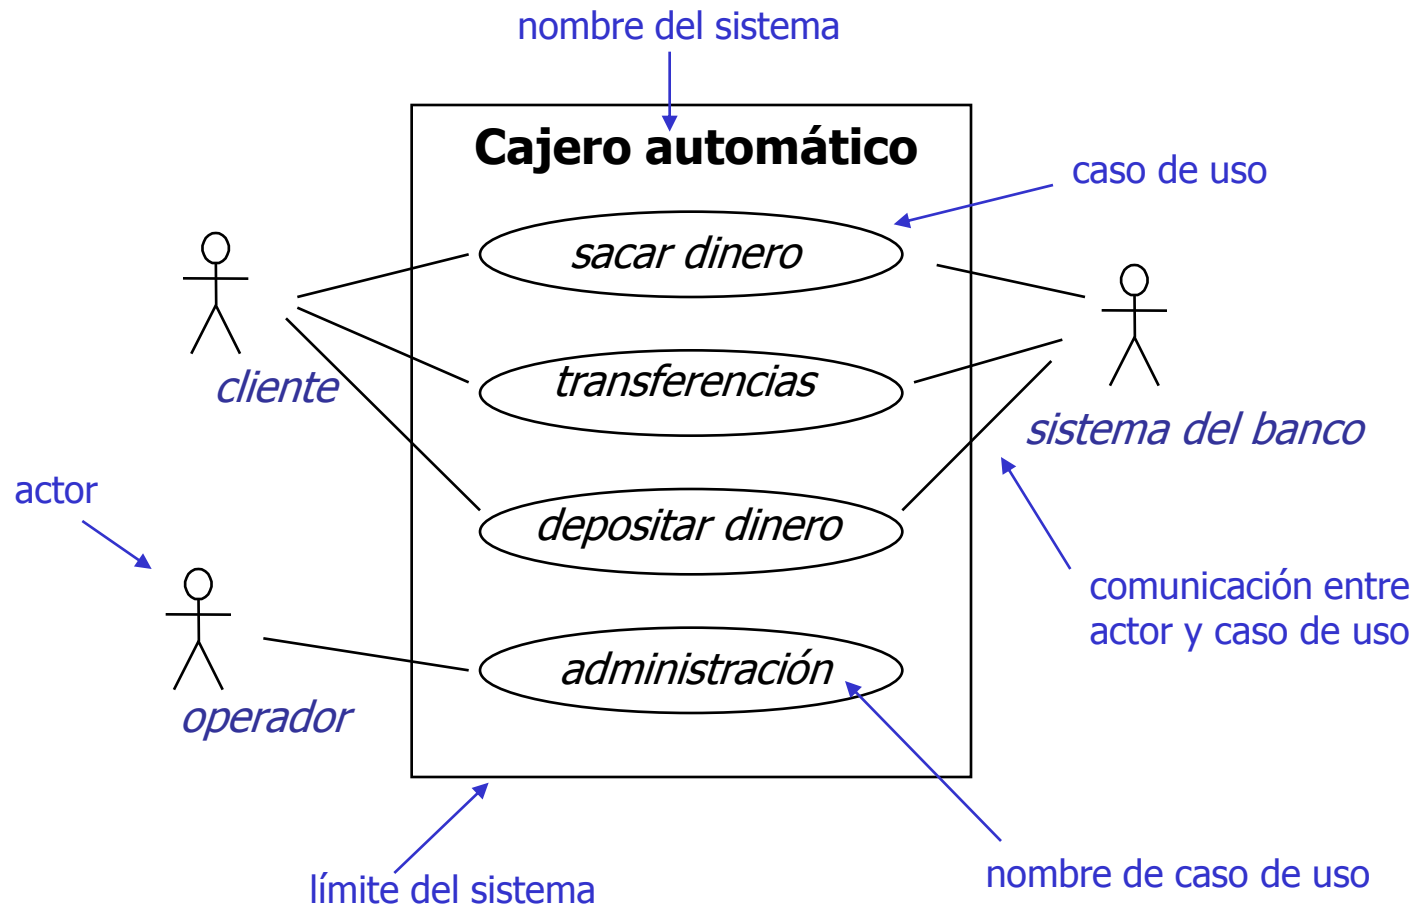 nombre del sistema
Cajero automático
caso de uso
sacar dinero
transferencias
cliente
sistema del banco
actor
depositar dinero
comunicación entre
actor y caso de uso
administración
operador
nombre de caso de uso
límite del sistema